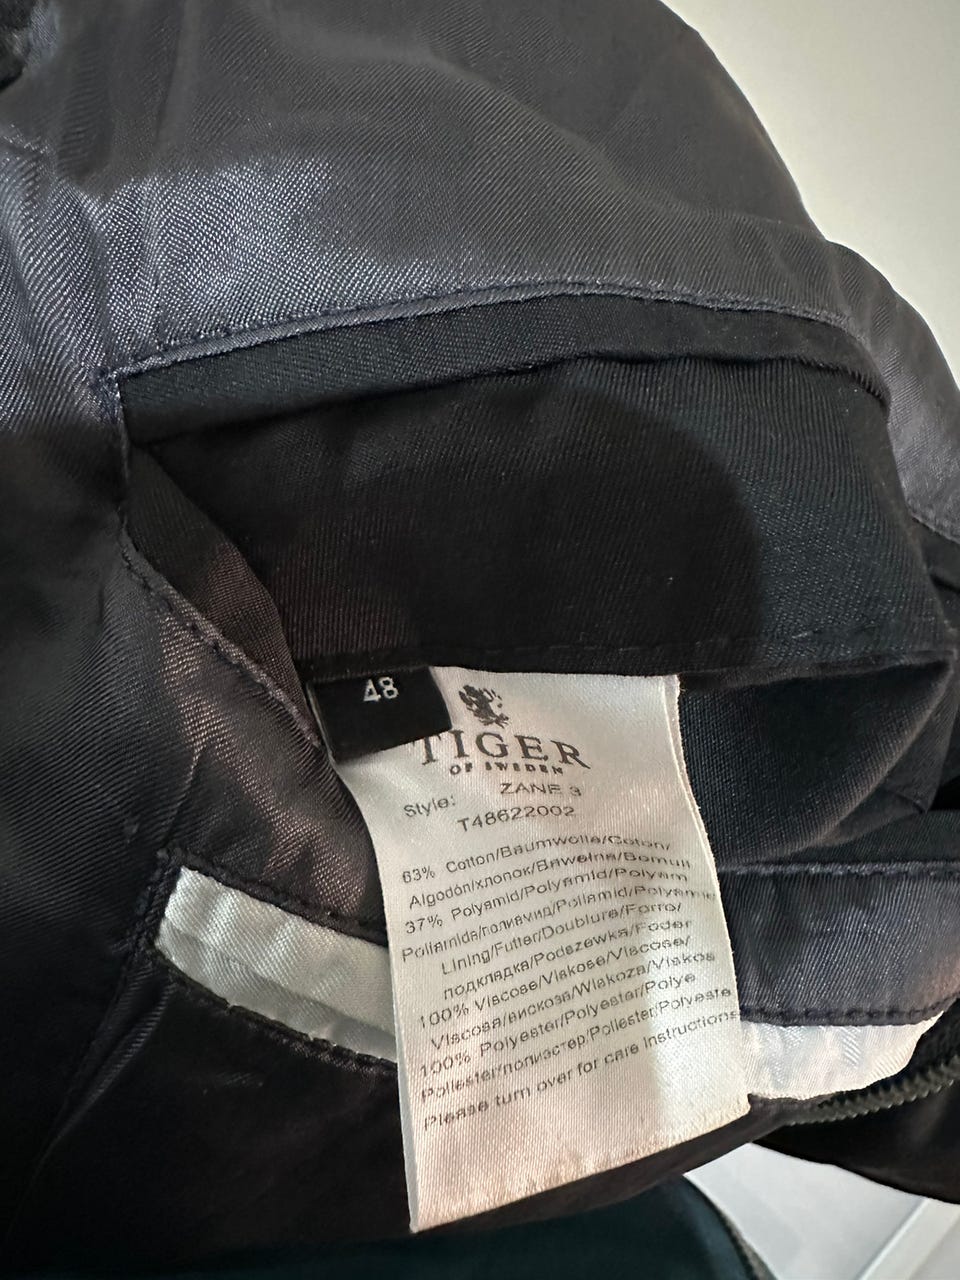 48
TIGER
OF SWEDEN
Style: ZANE 3
T48622002
63% Cotton/Baumwolle/Coton/
Algodón/хлопок/Bawełna/Bomull
37% Polyamid/Polyamid/Polyam
Poliamida/полиамид/Poliamid/Polyamid
Lining/Futter/Doublure/Forro/
подкладка/Podszewka/Foder
100% Viscose/Viskose/Viscose/
Viscosa/вискоза/Wiskoza/Viskos
100% Polyester/Polyester/Polye
Poliester/полиэстер/Poliester/Polyeste
Please turn over for care instructions